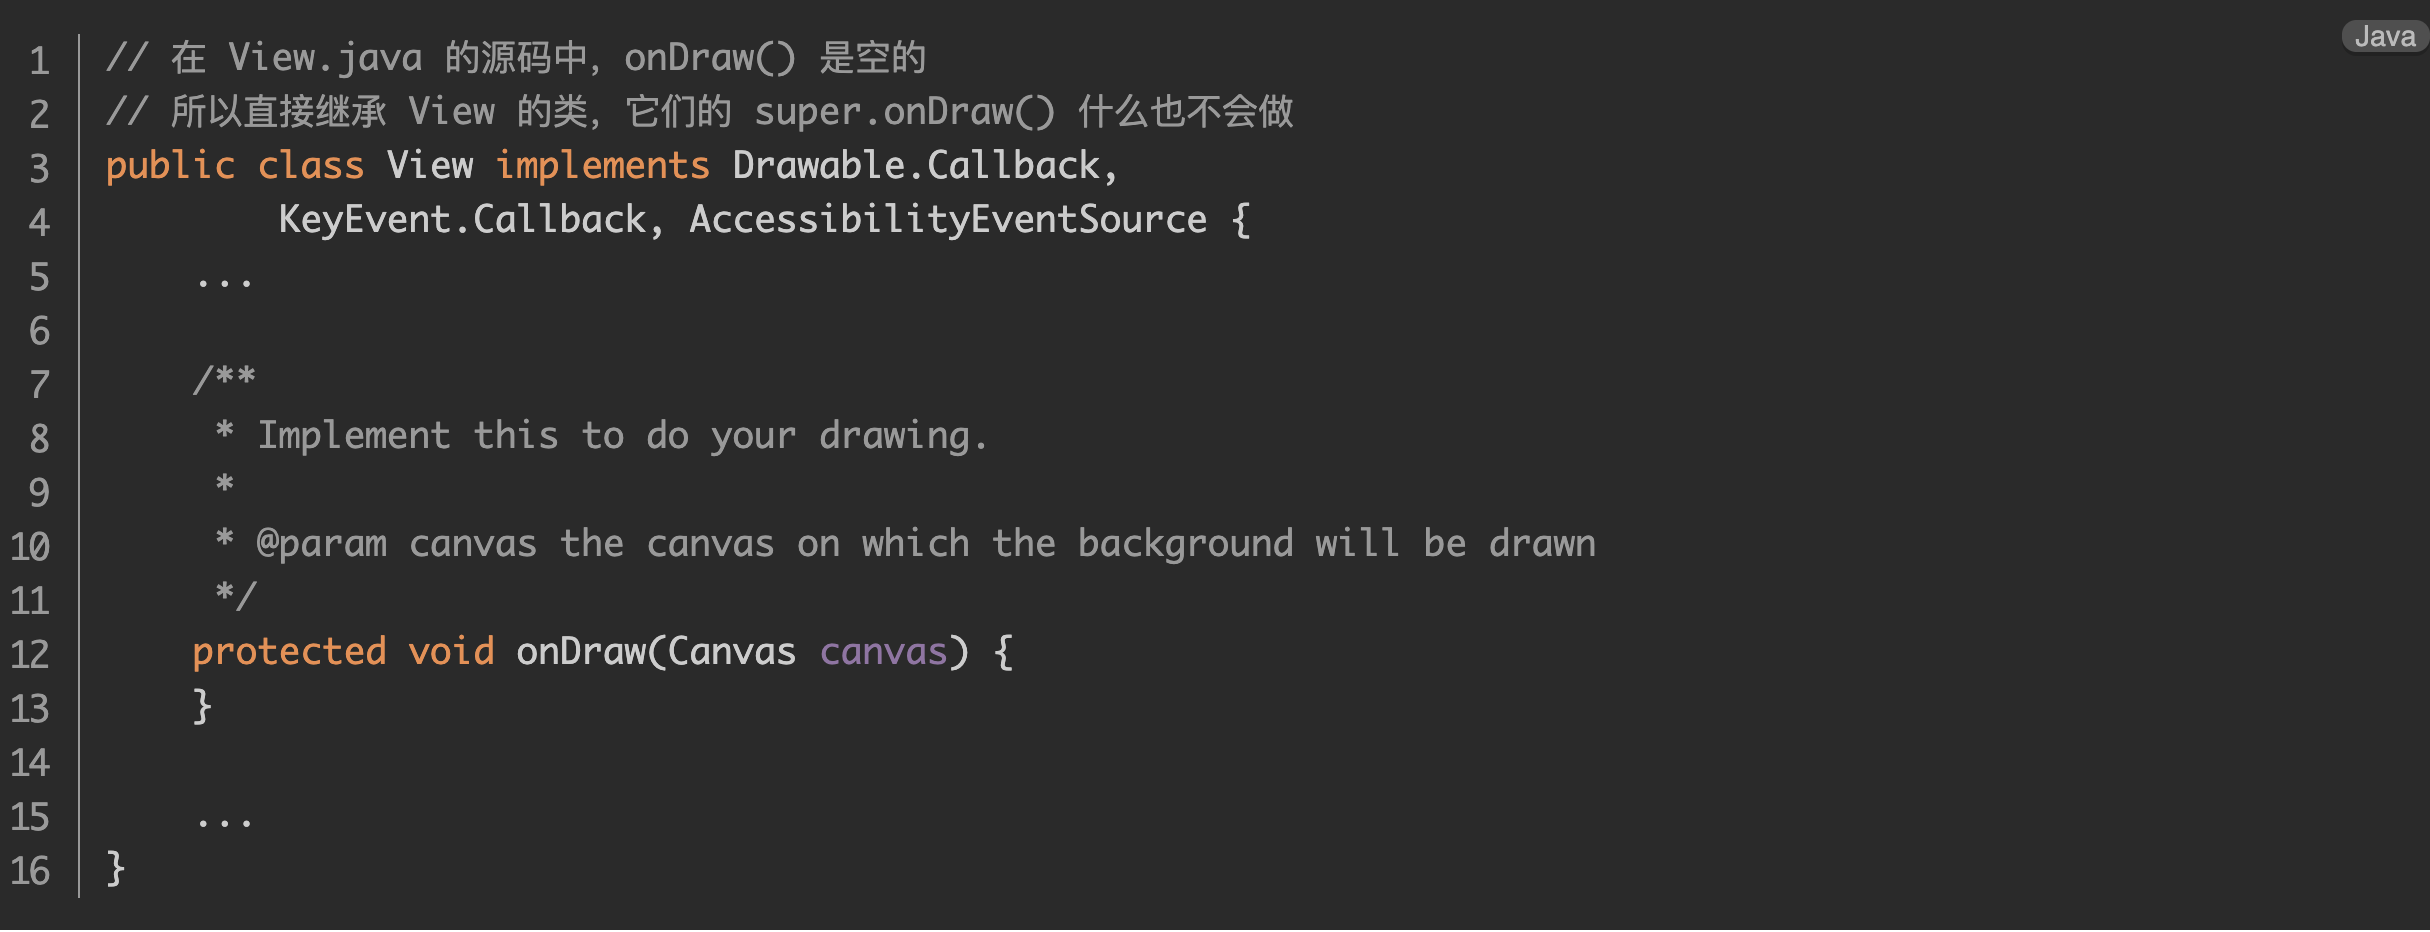 Java
1 // 在 View.java 的源码中，onDraw() 是空的
2 // 所以直接继承 View 的类，它们的 super.onDraw() 什么也不会做
3 public class View implements Drawable.Callback,
4         KeyEvent.Callback, AccessibilityEventSource {
5     ...
6
7     /**
8      * Implement this to do your drawing.
9      *
10      * @param canvas the canvas on which the background will be drawn
11      */
12     protected void onDraw(Canvas canvas) {
13     }
14
15     ...
16 }